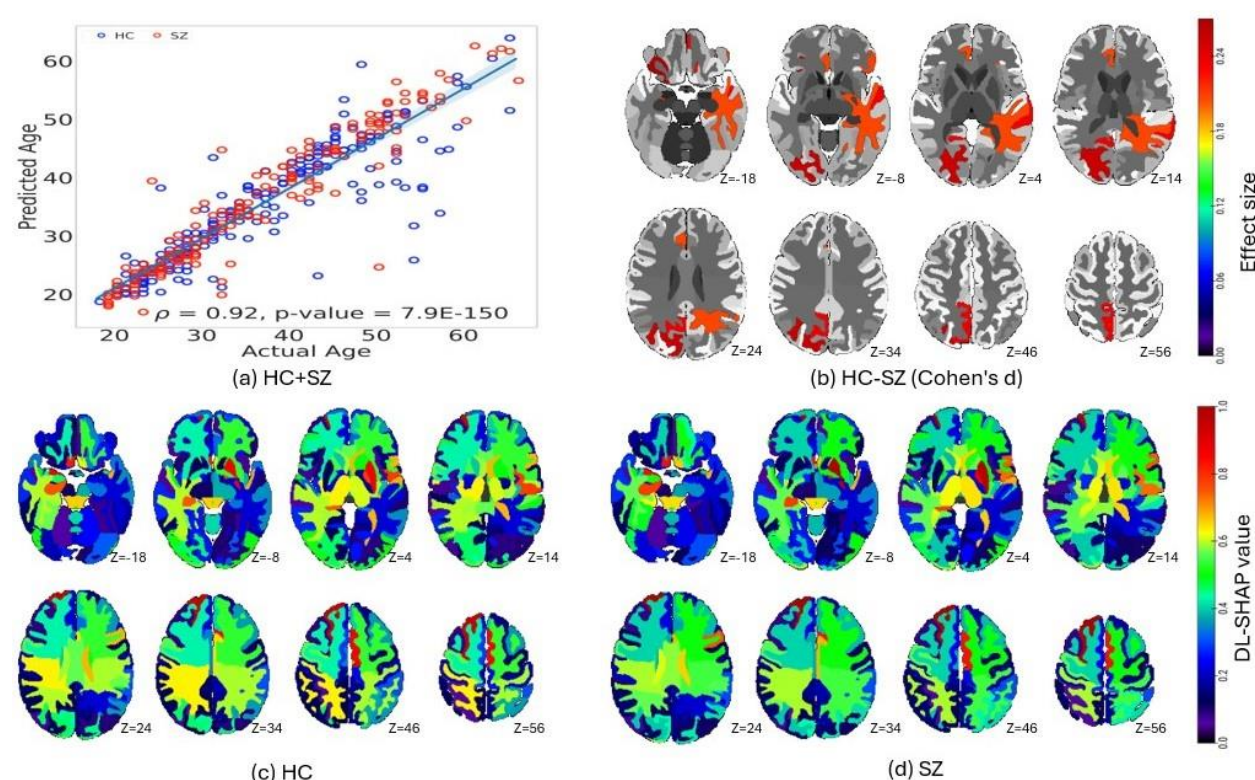 HC SZ
60
50
40
30
20
Predicted Age
ρ = 0.92, p-value = 7.9E-150
20 30 40 50 60
Actual Age
(a) HC+SZ
Z=-18 Z=-8 Z=4 Z=14
Z=24 Z=34 Z=46 Z=56
(b) HC-SZ (Cohen's d)
0.24
0.18
0.12
0.06
0.00
Effect size
Z=-18 Z=-8 Z=4 Z=14
Z=24 Z=34 Z=46 Z=56
(c) HC
Z=-18 Z=-8 Z=4 Z=14
Z=24 Z=34 Z=46 Z=56
(d) SZ
1.0
0.8
0.6
0.4
0.2
0.0
DL-SHAP value